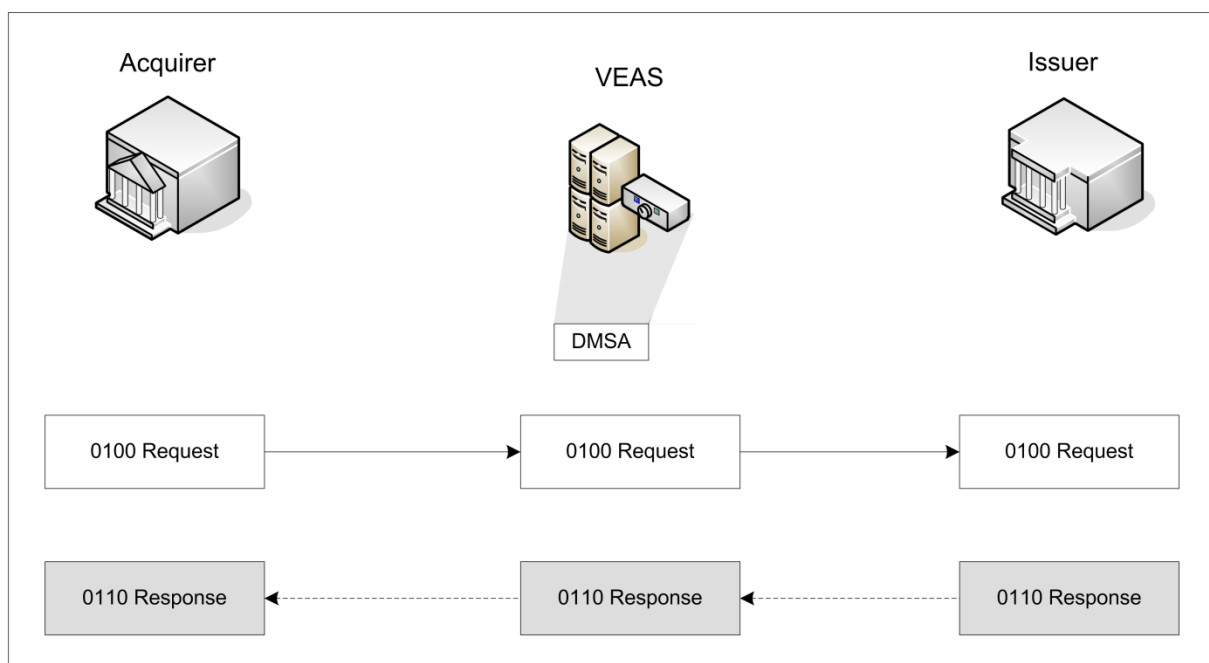 Acquirer
VEAS
Issuer
DMSA
0100 Request
0100 Request
0100 Request
0110 Response
0110 Response
0110 Response